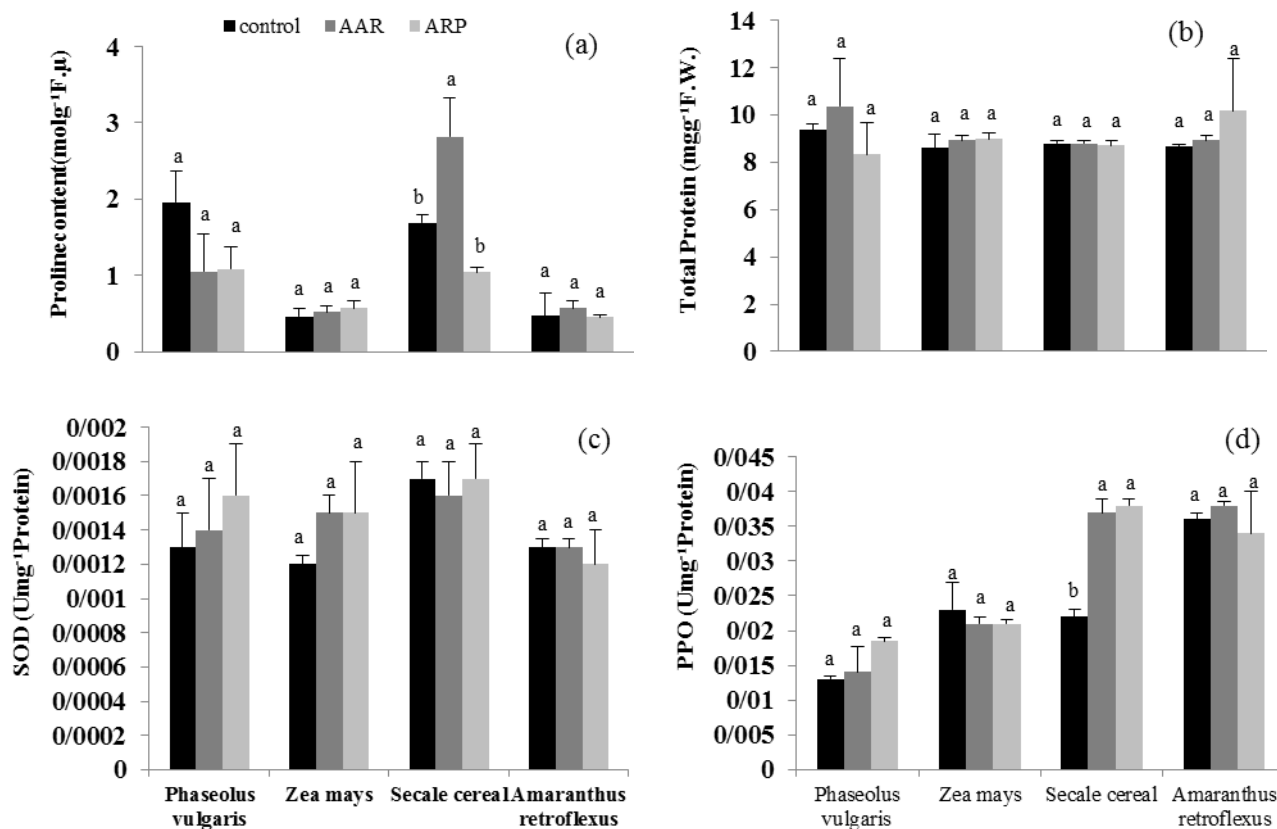 control AAR ARP
(a)
Prolinecontent(molg⁻¹F.µ
4
3
2
1
0
a
a
a
a
a
a
b
a
b
a
a
a
(b)
Total Protein (mgg⁻¹F.W.)
14
12
10
8
6
4
2
0
a
a
a
a
a
a
a
a
a
a
a
a
(c)
SOD (Umg⁻¹Protein)
0/002
0/0018
0/0016
0/0014
0/0012
0/001
0/0008
0/0006
0/0004
0/0002
0
a
a
a
a
a
a
a
a
a
a
a
a
Phaseolus
vulgaris
Zea mays
Secale cereal
Amaranthus
retroflexus
(d)
PPO (Umg⁻¹Protein)
0/045
0/04
0/035
0/03
0/025
0/02
0/015
0/01
0/005
0
a
a
a
a
a
a
b
a
a
a
a
a
Phaseolus
vulgaris
Zea mays
Secale cereal
Amaranthus
retroflexus